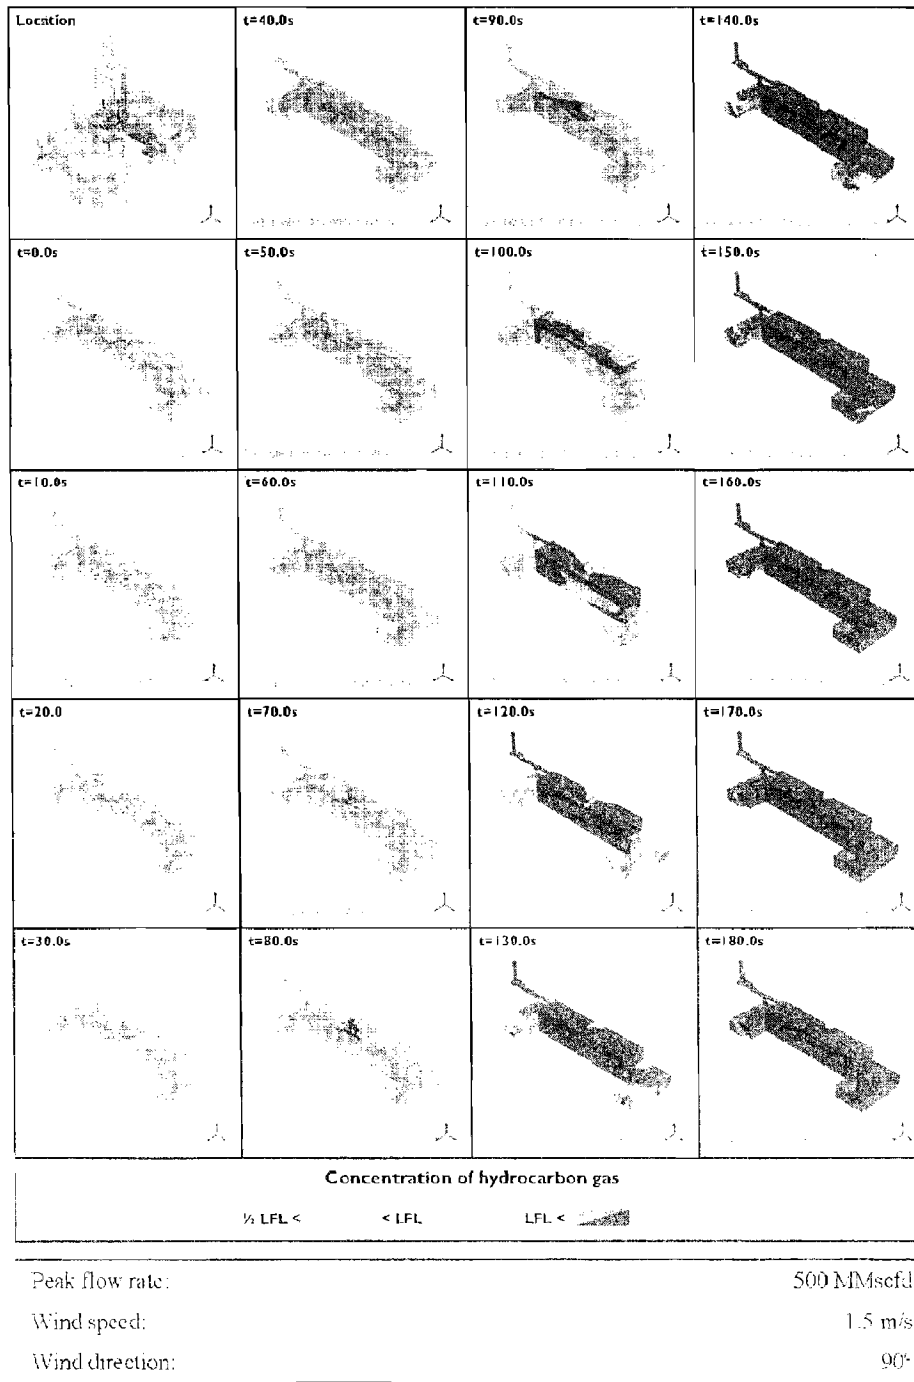 Location t=40.0s t=90.0s t=140.0s
t=0.0s t=50.0s t=100.0s t=150.0s
t=10.0s t=60.0s t=110.0s t=160.0s
t=20.0 t=70.0s t=120.0s t=170.0s
t=30.0s t=80.0s t=130.0s t=180.0s
Concentration of hydrocarbon gas
½ LFL < < LFL LFL <
Peak flow rate: 500 MMscfd
Wind speed: 1.5 m/s
Wind direction: 90°